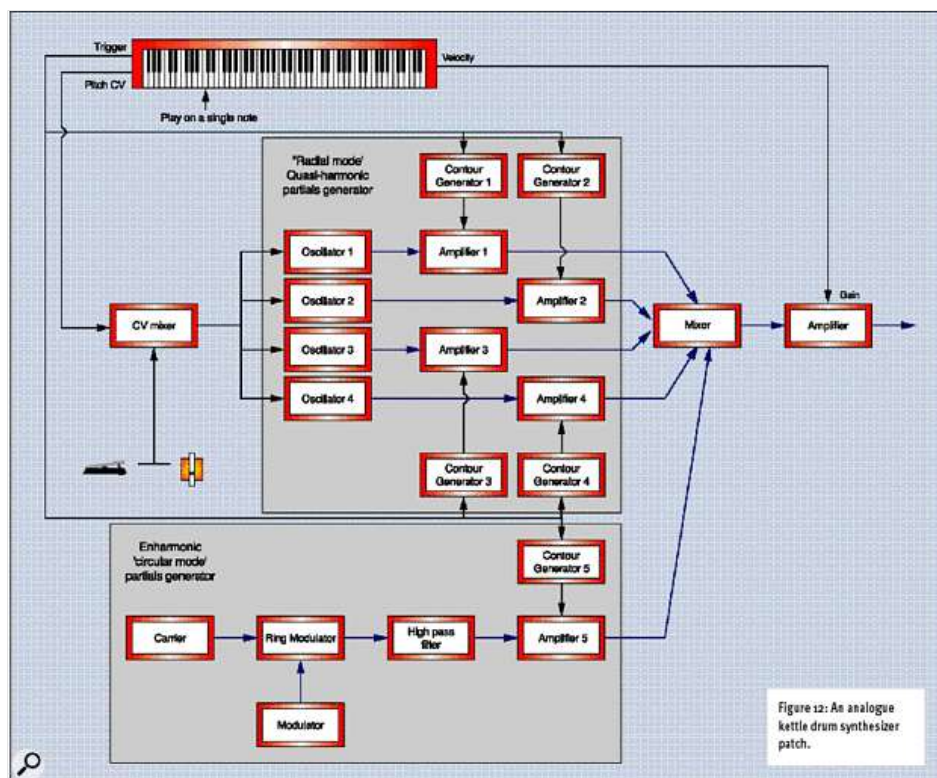 Trigger
Velocity
Pitch CV
Play on a single note
'Radial mode'
Quasi-harmonic
partials generator
Contour
Generator 1
Contour
Generator 2
Oscillator 1
Amplifier 1
Oscillator 2
Amplifier 2
Gain
CV mixer
Mixer
Amplifier
Oscillator 3
Amplifier 3
Oscillator 4
Amplifier 4
Contour
Generator 3
Contour
Generator 4
Enharmonic
'circular mode'
partials generator
Contour
Generator 5
Carrier
Ring Modulator
High pass
filter
Amplifier 5
Modulator
Figure 12: An analogue
kettle drum synthesizer
patch.